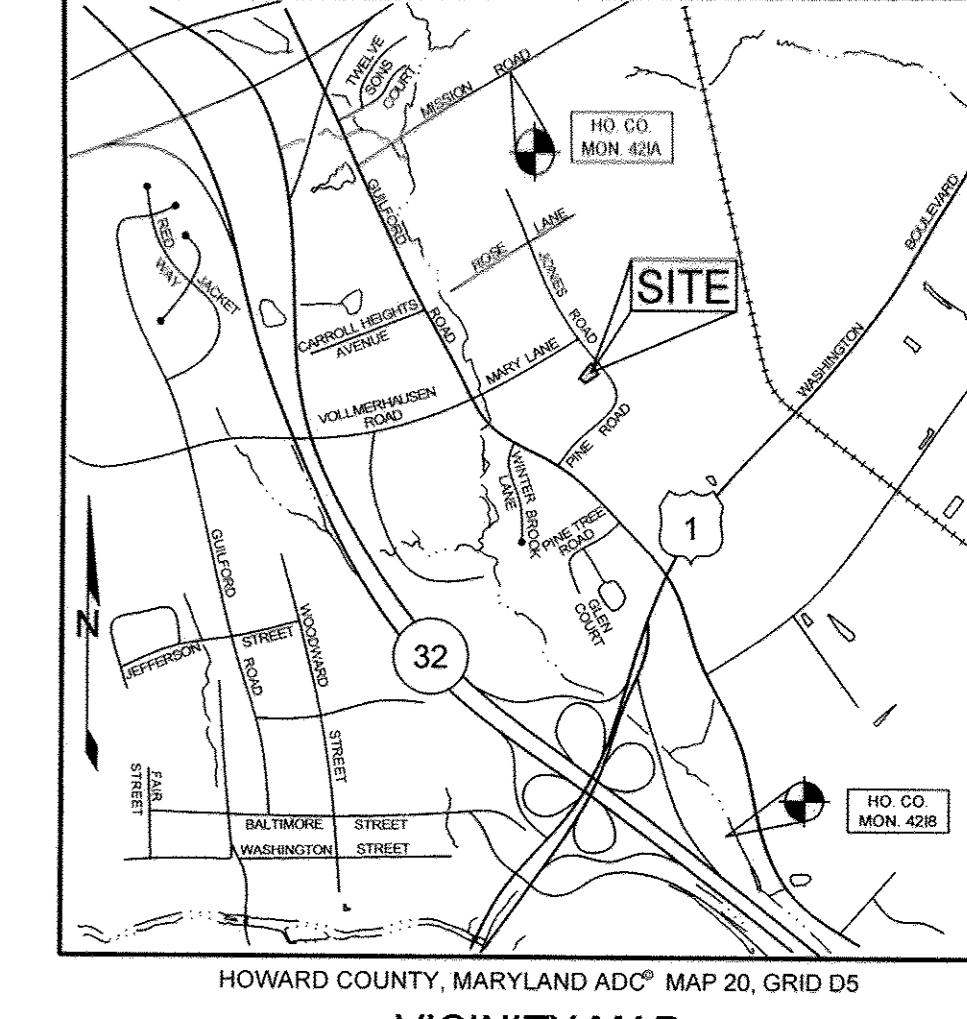 TWELVE
SONS
COURT
MISSION ROAD
HO. CO.
MON. 42IA
GUILFORD
ROAD
ROSE LANE
JONES
ROAD
BOULEVARD
WASHINGTON
SITE
RED
JACKET
WAY
CARROLL HEIGHTS
AVENUE
MARY LANE
VOLLMERHAUSEN
ROAD
PINE ROAD
WINTER BROOK
LANE
PINE TREE
ROAD
GLEN
COURT
1
GUILFORD
ROAD
N
JEFFERSON STREET
WOODWARD
STREET
32
FAIR
STREET
BALTIMORE STREET
WASHINGTON STREET
HO. CO.
MON. 42I8
HOWARD COUNTY, MARYLAND ADC© MAP 20, GRID D5
VICINITY MAP